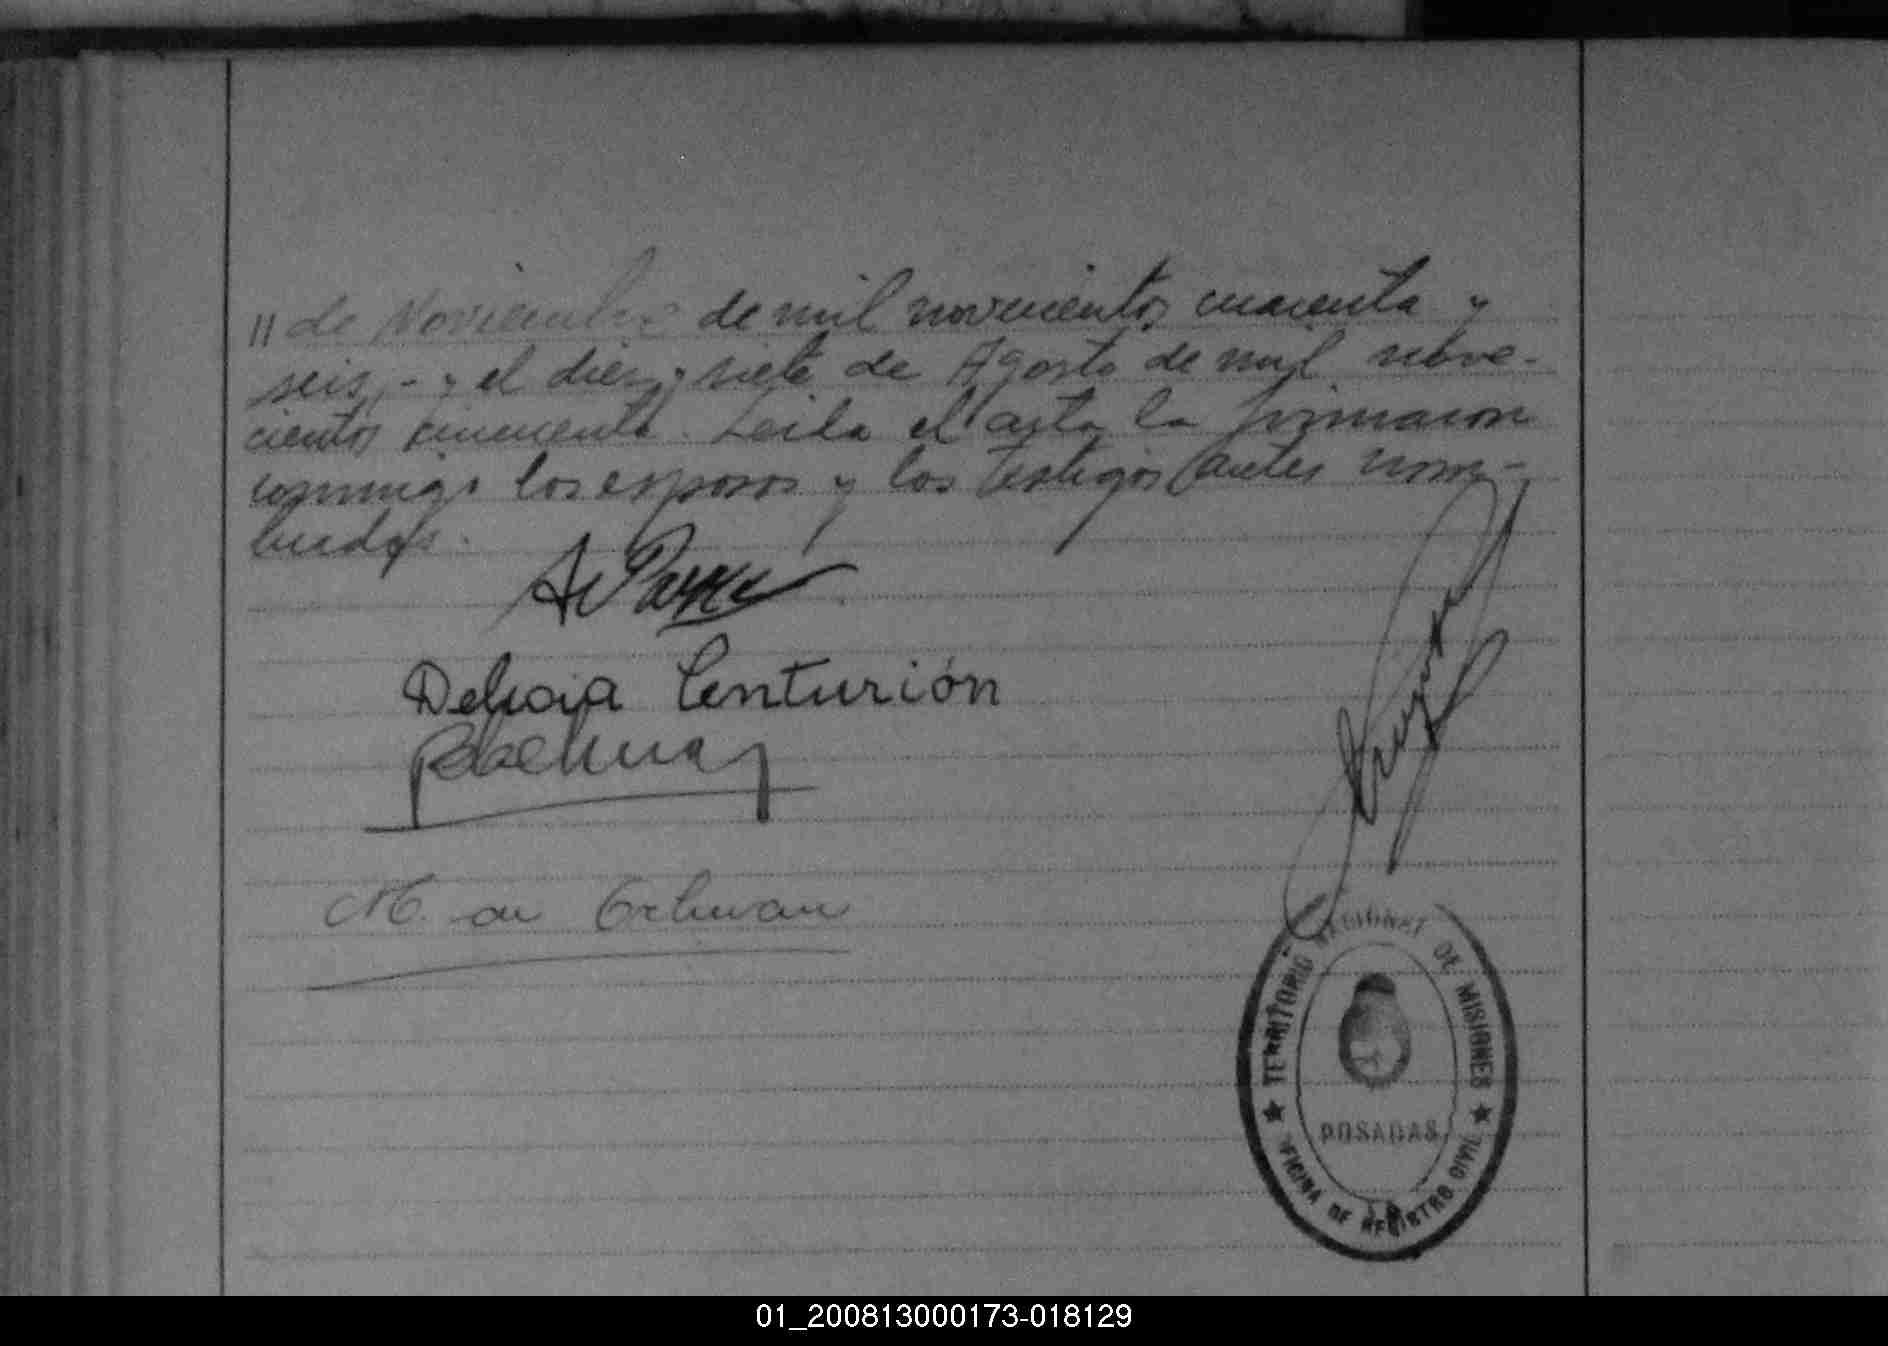 // de Noviembre de mil novecientos cuarenta y
seis, - y el diez y siete de Agosto de mil nove-
cientos cincuenta. Leida el acta la firmaron
conmigo los esposos y los testigos antes nom-
brados.
Delicia Centurión
TERRITORIO NACIONAL DE MISIONES
POSADAS
OFICINA DE REGISTRO CIVIL
01_200813000173-018129